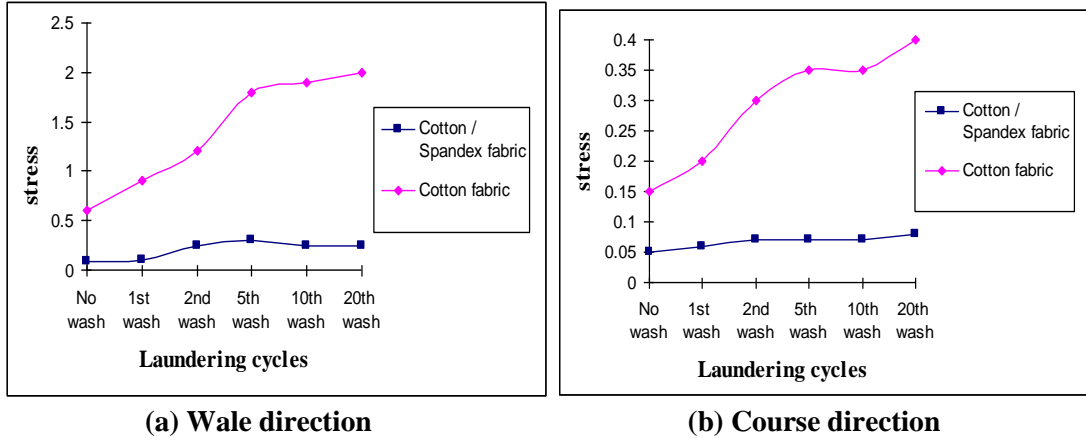 2.5
2
1.5
1
0.5
0
stress
No wash
1st wash
2nd wash
5th wash
10th wash
20th wash
Laundering cycles
Cotton /
Spandex fabric
Cotton fabric
(a) Wale direction
0.4
0.35
0.3
0.25
0.2
0.15
0.1
0.05
0
stress
No wash
1st wash
2nd wash
5th wash
10th wash
20th wash
Laundering cycles
Cotton /
Spandex fabric
Cotton fabric
(b) Course direction